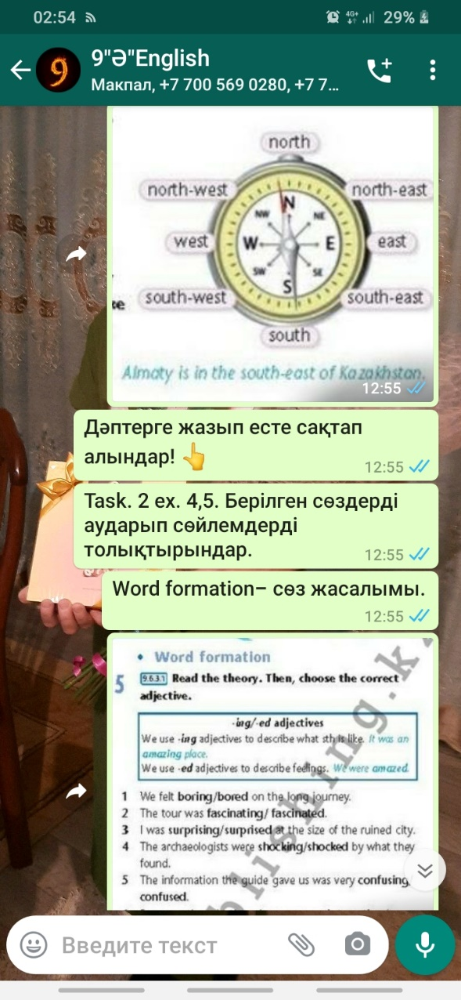 02:54
4G+ 29%
9"Ә"English
Макпал, +7 700 569 0280, +7 7...
north
north-west
north-east
N
NW NE
west W E east
SW SE
S
ке south-west
south-east
south
Almaty is in the south-east of Kazakhstan.
12:55
Дәптерге жазып есте сақтап
алындар! 👆
12:55
Task. 2 ex. 4,5. Берілген сөздерді
аударып сөйлемдерді
толықтырындар.
12:55
Word formation– сөз жасалымы.
12:55
• Word formation
5 9.6.3.1 Read the theory. Then, choose the correct
adjective.
-ing/-ed adjectives
We use -ing adjectives to describe what sth is like. It was an
amazing place.
We use -ed adjectives to describe feelings. We were amazed.
1 We felt boring/bored on the long journey.
2 The tour was fascinating/ fascinated.
3 I was surprising/surprised at the size of the ruined city.
4 The archaeologists were shocking/shocked by what they
found.
5 The information the guide gave us was very confusing
confused.
blishing.k
Введите текст